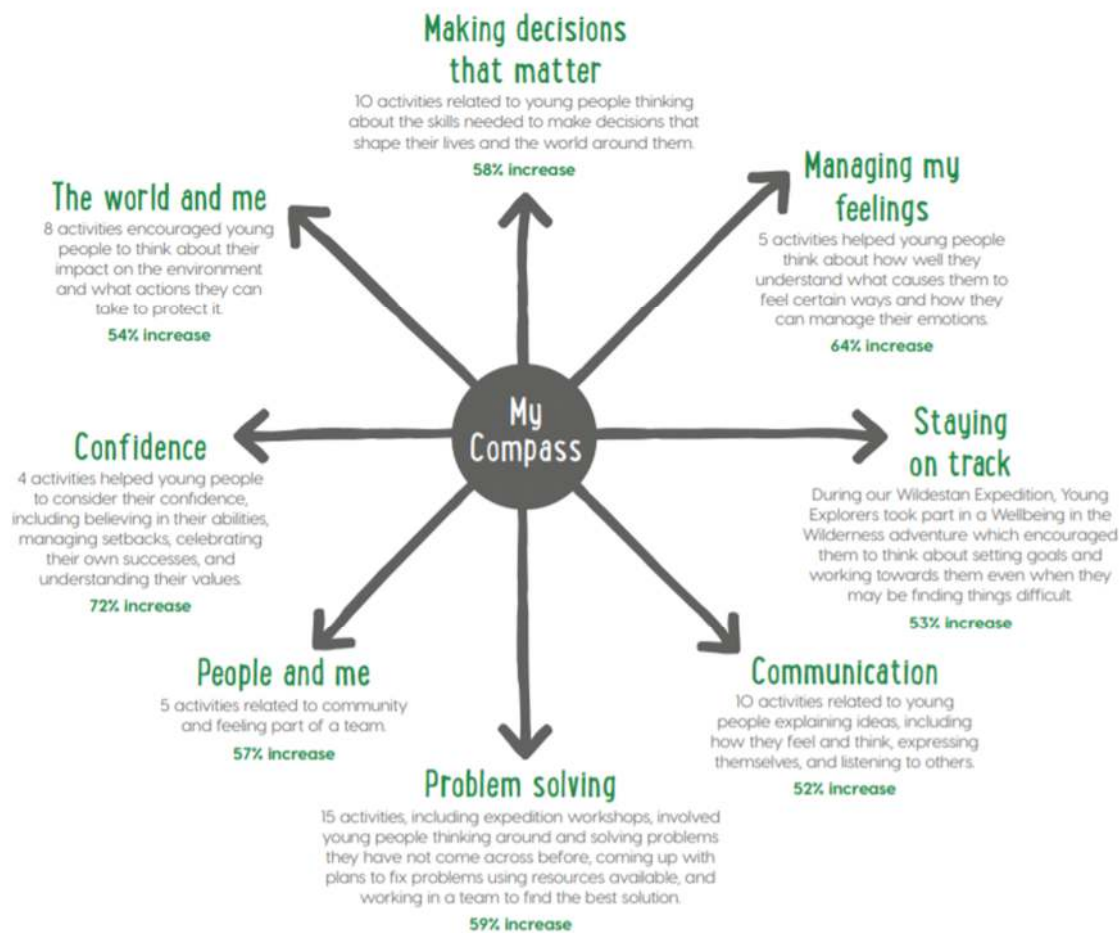 Making decisions
that matter
10 activities related to young people thinking
about the skills needed to make decisions that
shape their lives and the world around them.
58% increase
Managing my
feelings
5 activities helped young people
think about how well they
understand what causes them to
feel certain ways and how they
can manage their emotions.
64% increase
The world and me
8 activities encouraged young
people to think about their
impact on the environment
and what actions they can
take to protect it.
54% increase
My
Compass
Staying
on track
During our Wildestan Expedition, Young
Explorers took part in a Wellbeing in the
Wilderness adventure which encouraged
them to think about setting goals and
working towards them even when they
may be finding things difficult.
53% increase
Confidence
4 activities helped young people
to consider their confidence,
including believing in their abilities,
managing setbacks, celebrating
their own successes, and
understanding their values.
72% increase
People and me
5 activities related to community
and feeling part of a team.
57% increase
Communication
10 activities related to young
people explaining ideas, including
how they feel and think, expressing
themselves, and listening to others.
52% increase
Problem solving
15 activities, including expedition workshops, involved
young people thinking around and solving problems
they have not come across before, coming up with
plans to fix problems using resources available, and
working in a team to find the best solution.
59% increase